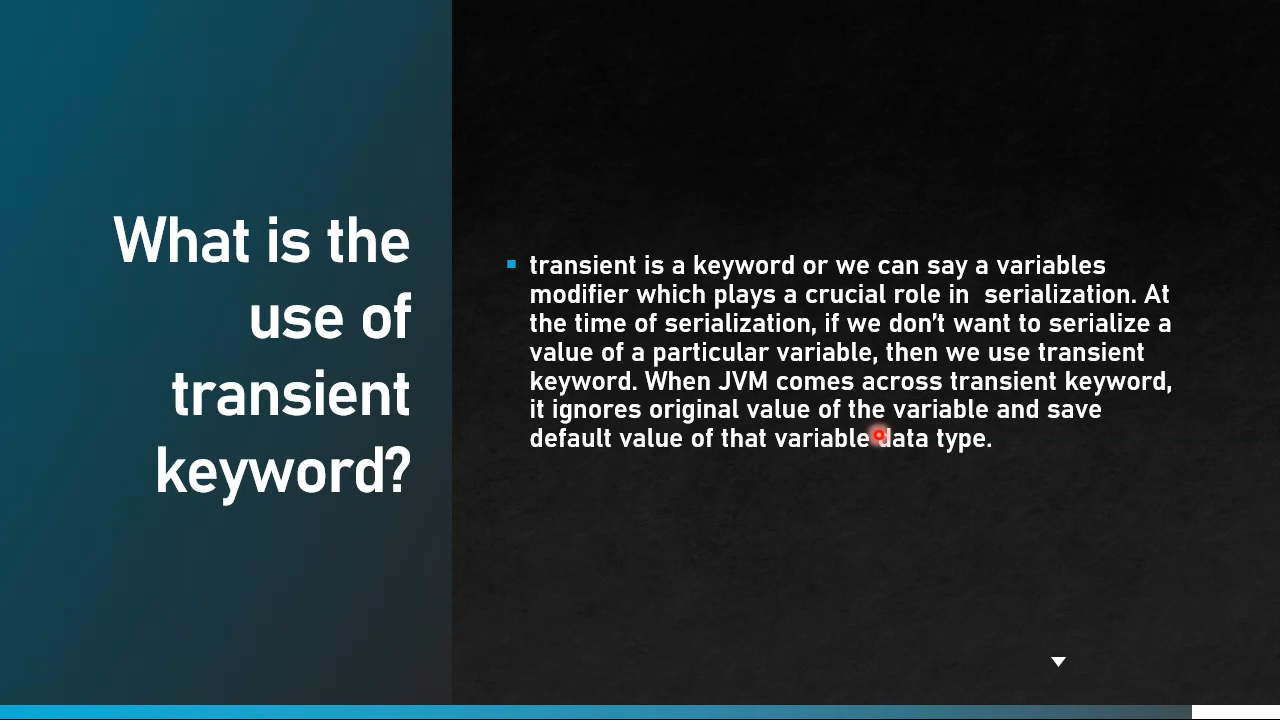 What is the
use of
transient
keyword?
transient is a keyword or we can say a variables
modifier which plays a crucial role in  serialization. At
the time of serialization, if we don’t want to serialize a
value of a particular variable, then we use transient
keyword. When JVM comes across transient keyword,
it ignores original value of the variable and save
default value of that variable data type.